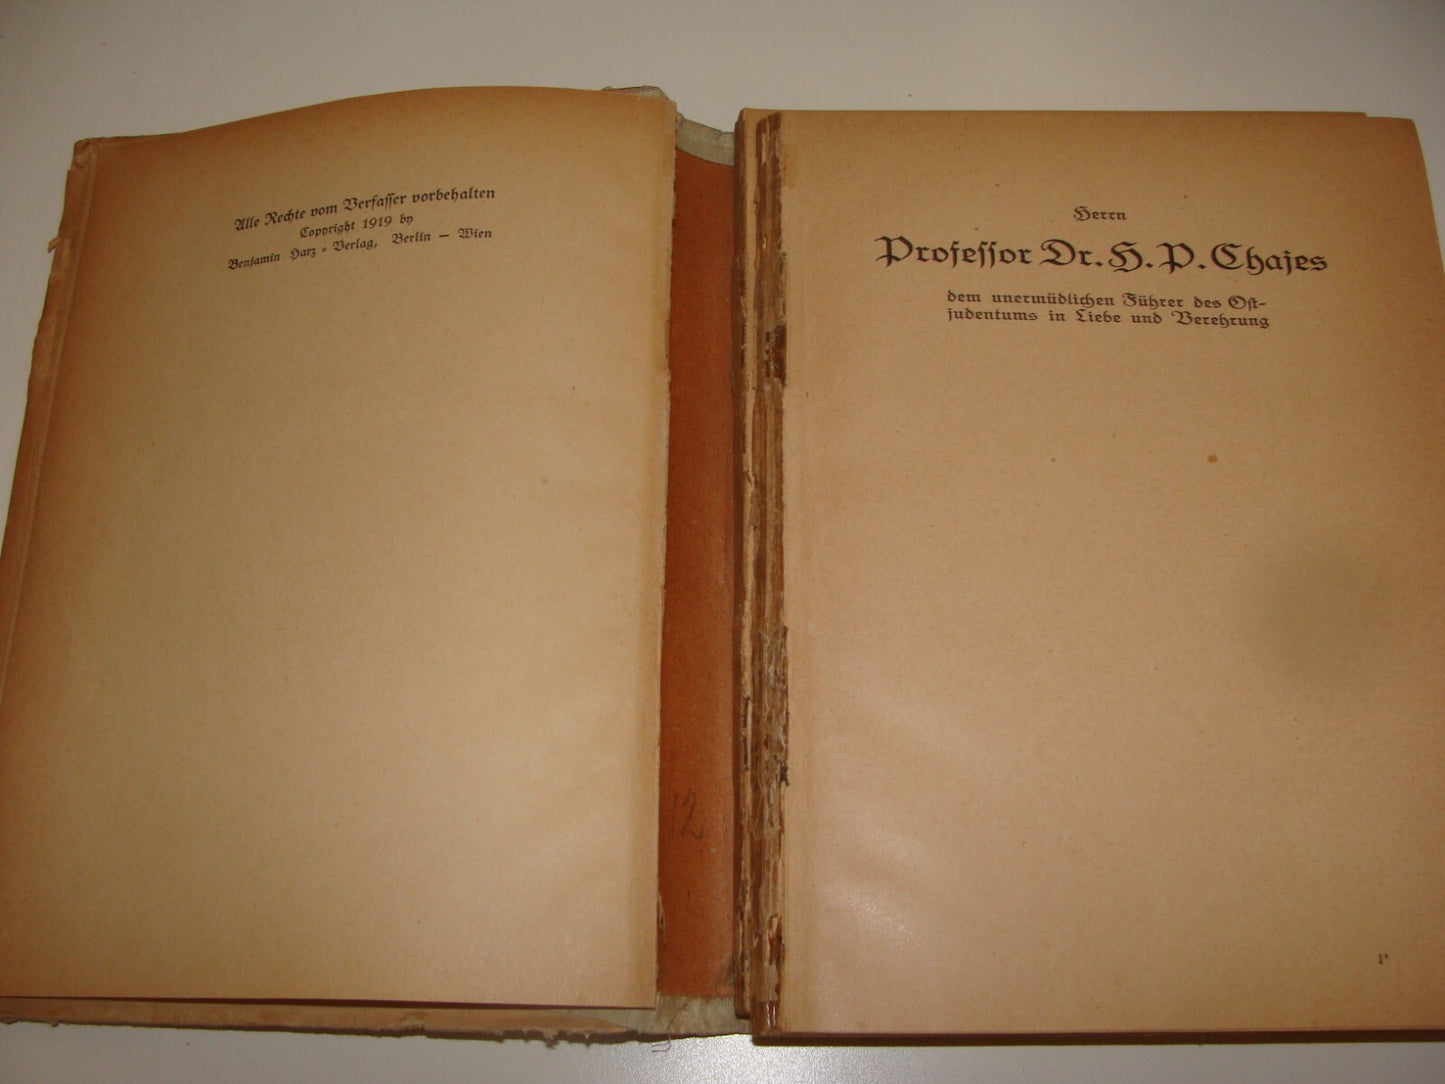 Alle Rechte vom Verfasser vorbehalten
Copyright 1919 by
Benjamin Harz-Verlag, Berlin — Wien
12
Herrn
Professor Dr. H. P. Chajes
dem unermüdlichen Führer des Ost-
judentums in Liebe und Verehrung
1*